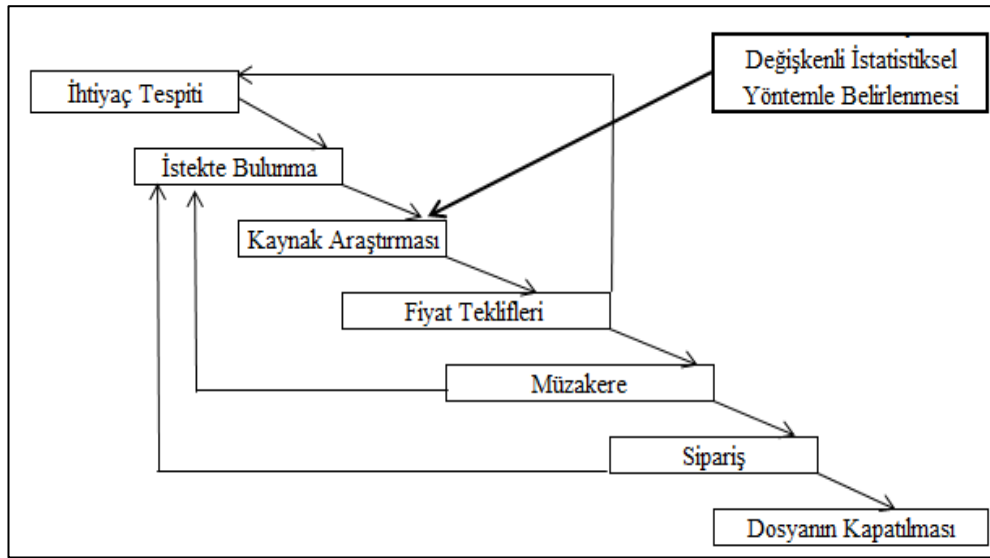 Değişkenli İstatistiksel
Yöntemle Belirlenmesi
İhtiyaç Tespiti
İstekte Bulunma
Kaynak Araştırması
Fiyat Teklifleri
Müzakere
Sipariş
Dosyanın Kapatılması